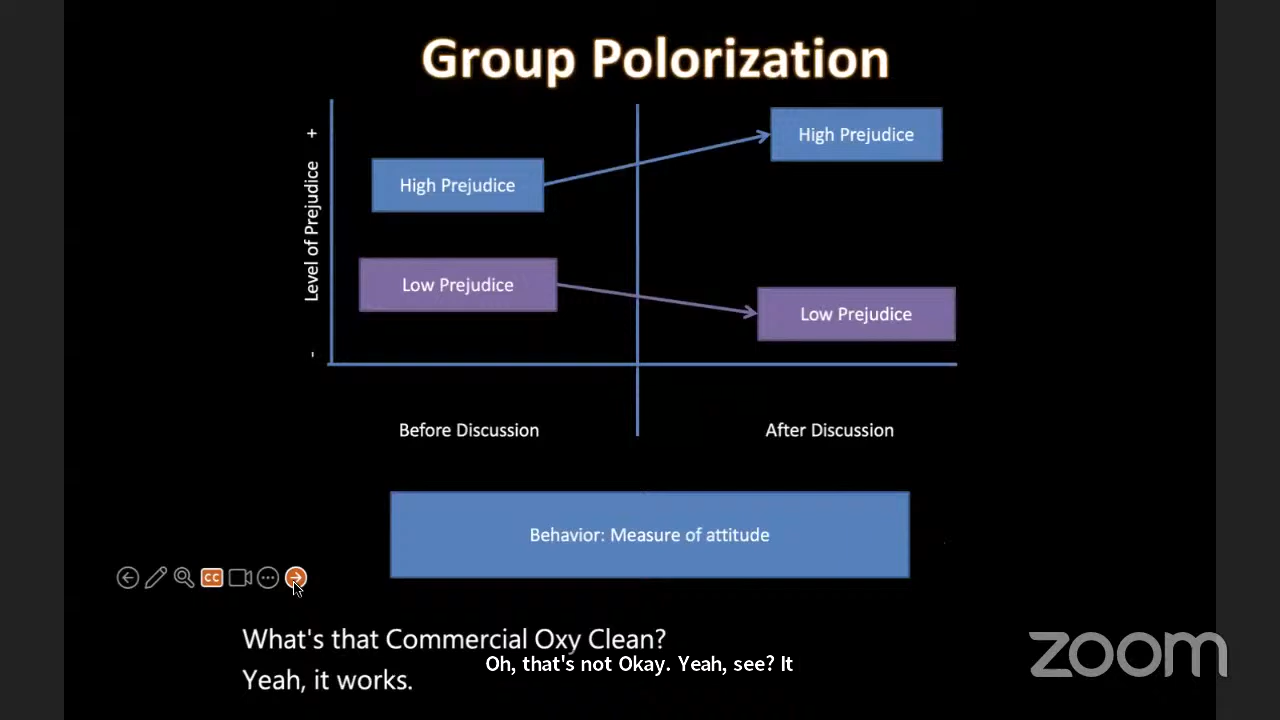 Group Polorization
+
High Prejudice
High Prejudice
Level of Prejudice
Low Prejudice
Low Prejudice
-
Before Discussion
After Discussion
Behavior: Measure of attitude
CC
What's that Commercial Oxy Clean?
Oh, that's not Okay. Yeah, see? It
Yeah, it works.
zoom